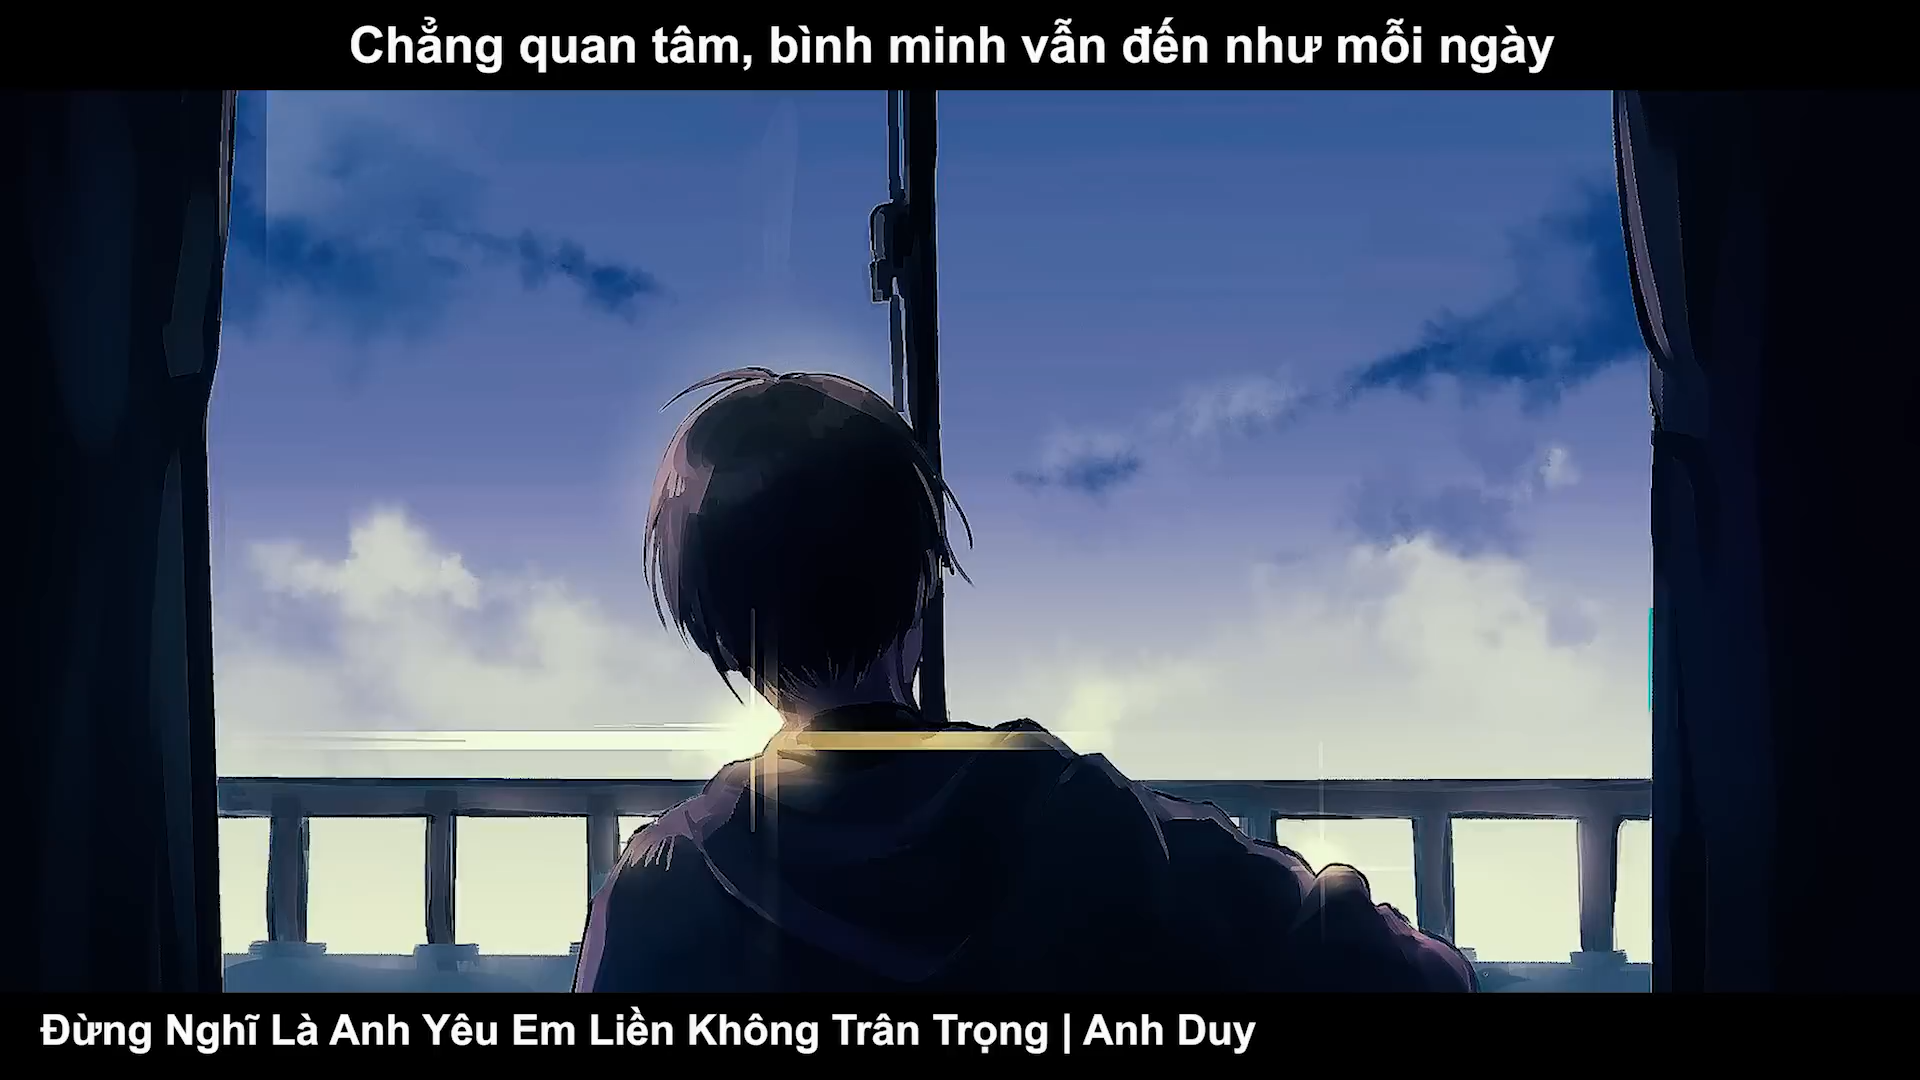 Chẳng quan tâm, bình minh vẫn đến như mỗi ngày
Đừng Nghĩ Là Anh Yêu Em Liền Không Trân Trọng | Anh Duy